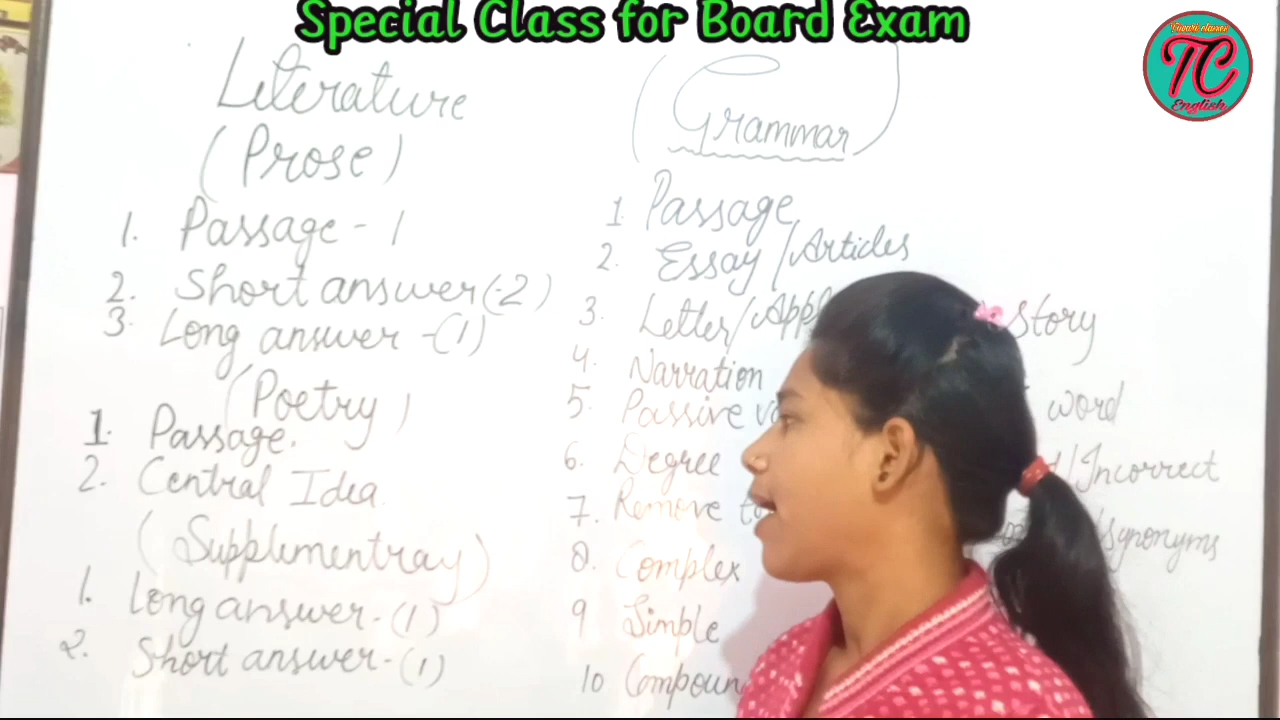 Special Class for Board Exam
Tiwari classes
TC
English
Literature
(Prose)
1. Passage - 1
2. Short answer (-2)
3. Long answer -(1)
(Poetry)
1. Passage.
2. Central Idea
(Supplimentray)
1. Long answer - (1)
2. Short answer - (1)
(Grammar)
1. Passage
2. Essay / Articles
3. Letter / story
4. Narration
5. Passive word
6. Degree /Incorrect
7. Remove /synonyms
8. Complex
9 Simple
10